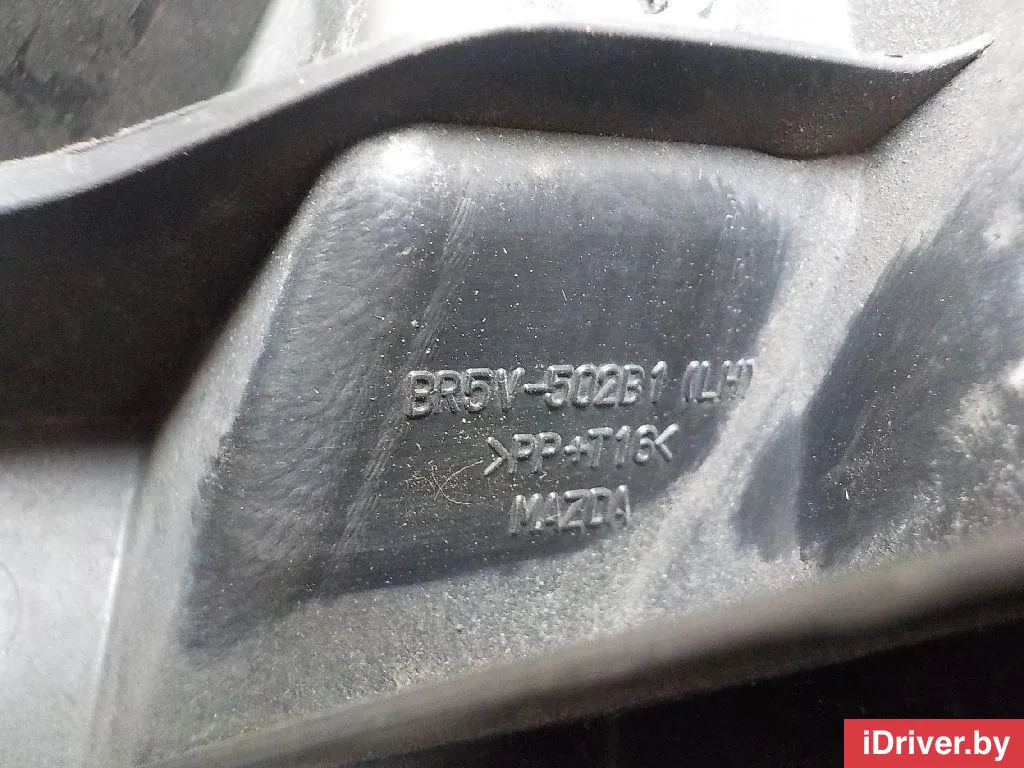 BR5V-502B1 (LH)
>PP+T16<
MAZDA
iDriver.by